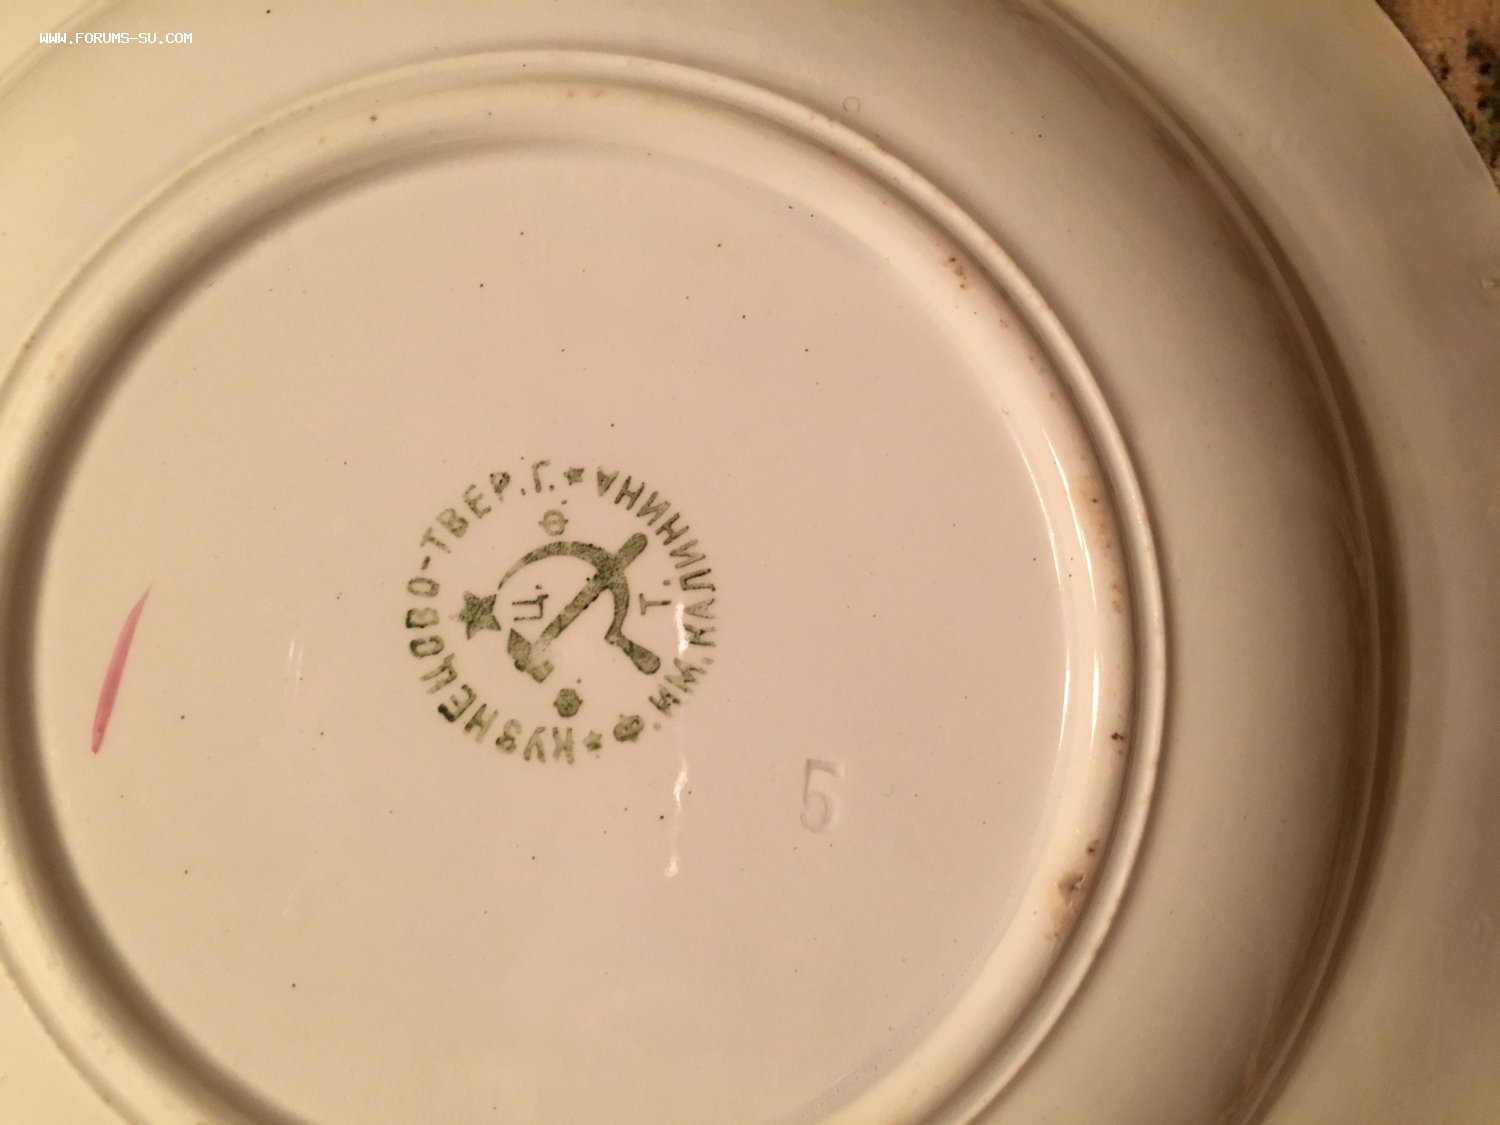 WWW.FORUMS-SU.COM
КУЗНЕЦОВО-ТВЕР.Г.
Ф. ИМ. КАЛИНИНА
Ф
Ц.
Т.
5